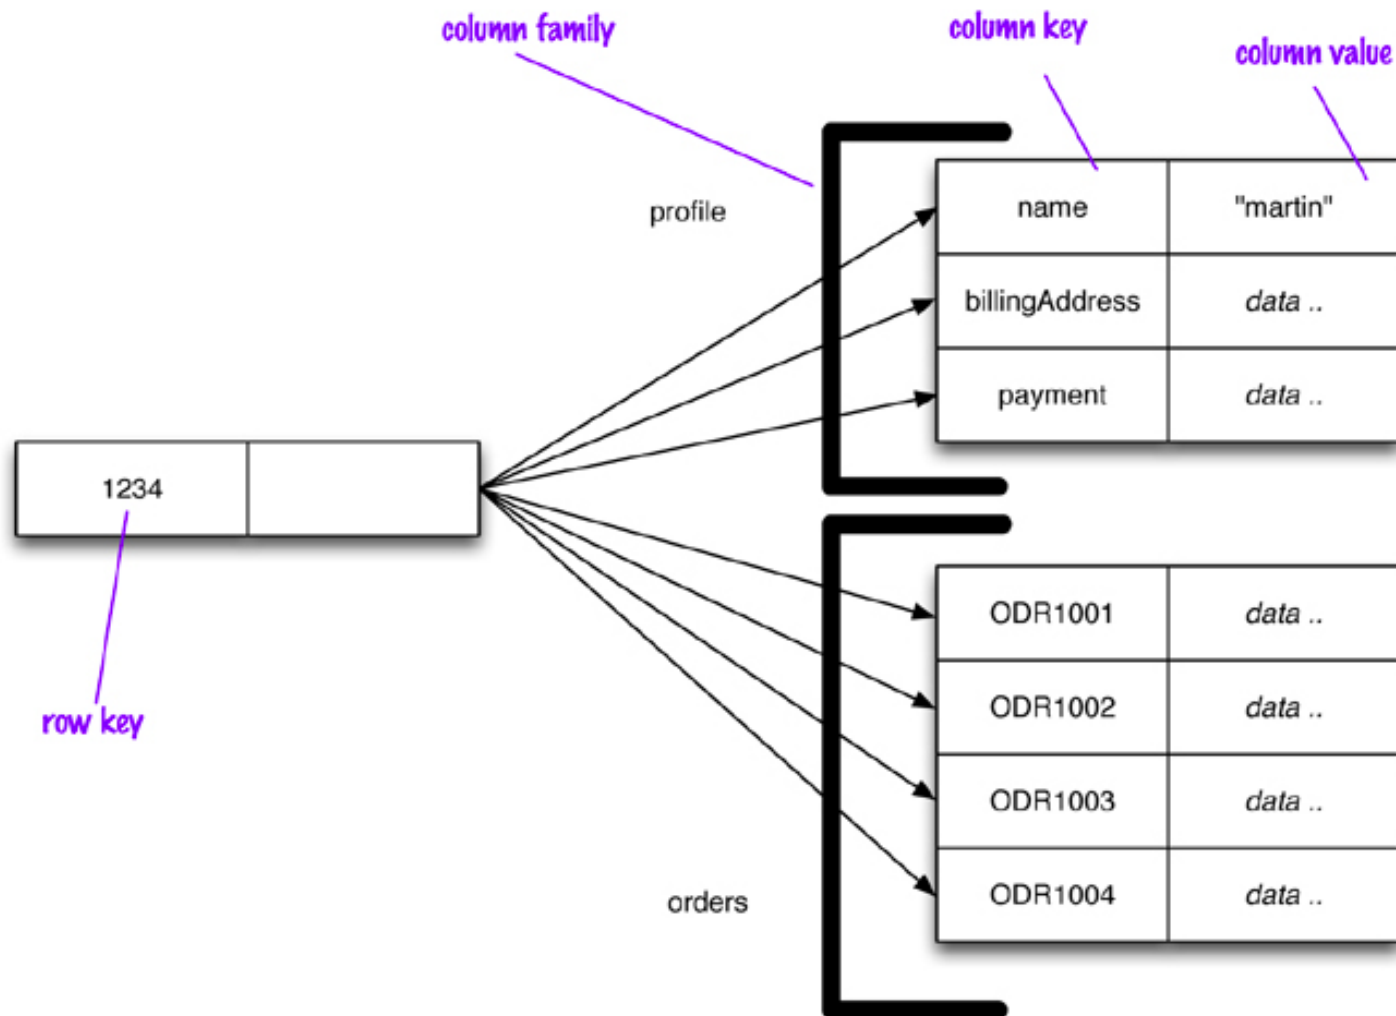 column family
column key
column value
profile
name
"martin"
billingAddress
data ..
payment
data ..
1234
row key
orders
ODR1001
data ..
ODR1002
data ..
ODR1003
data ..
ODR1004
data ..